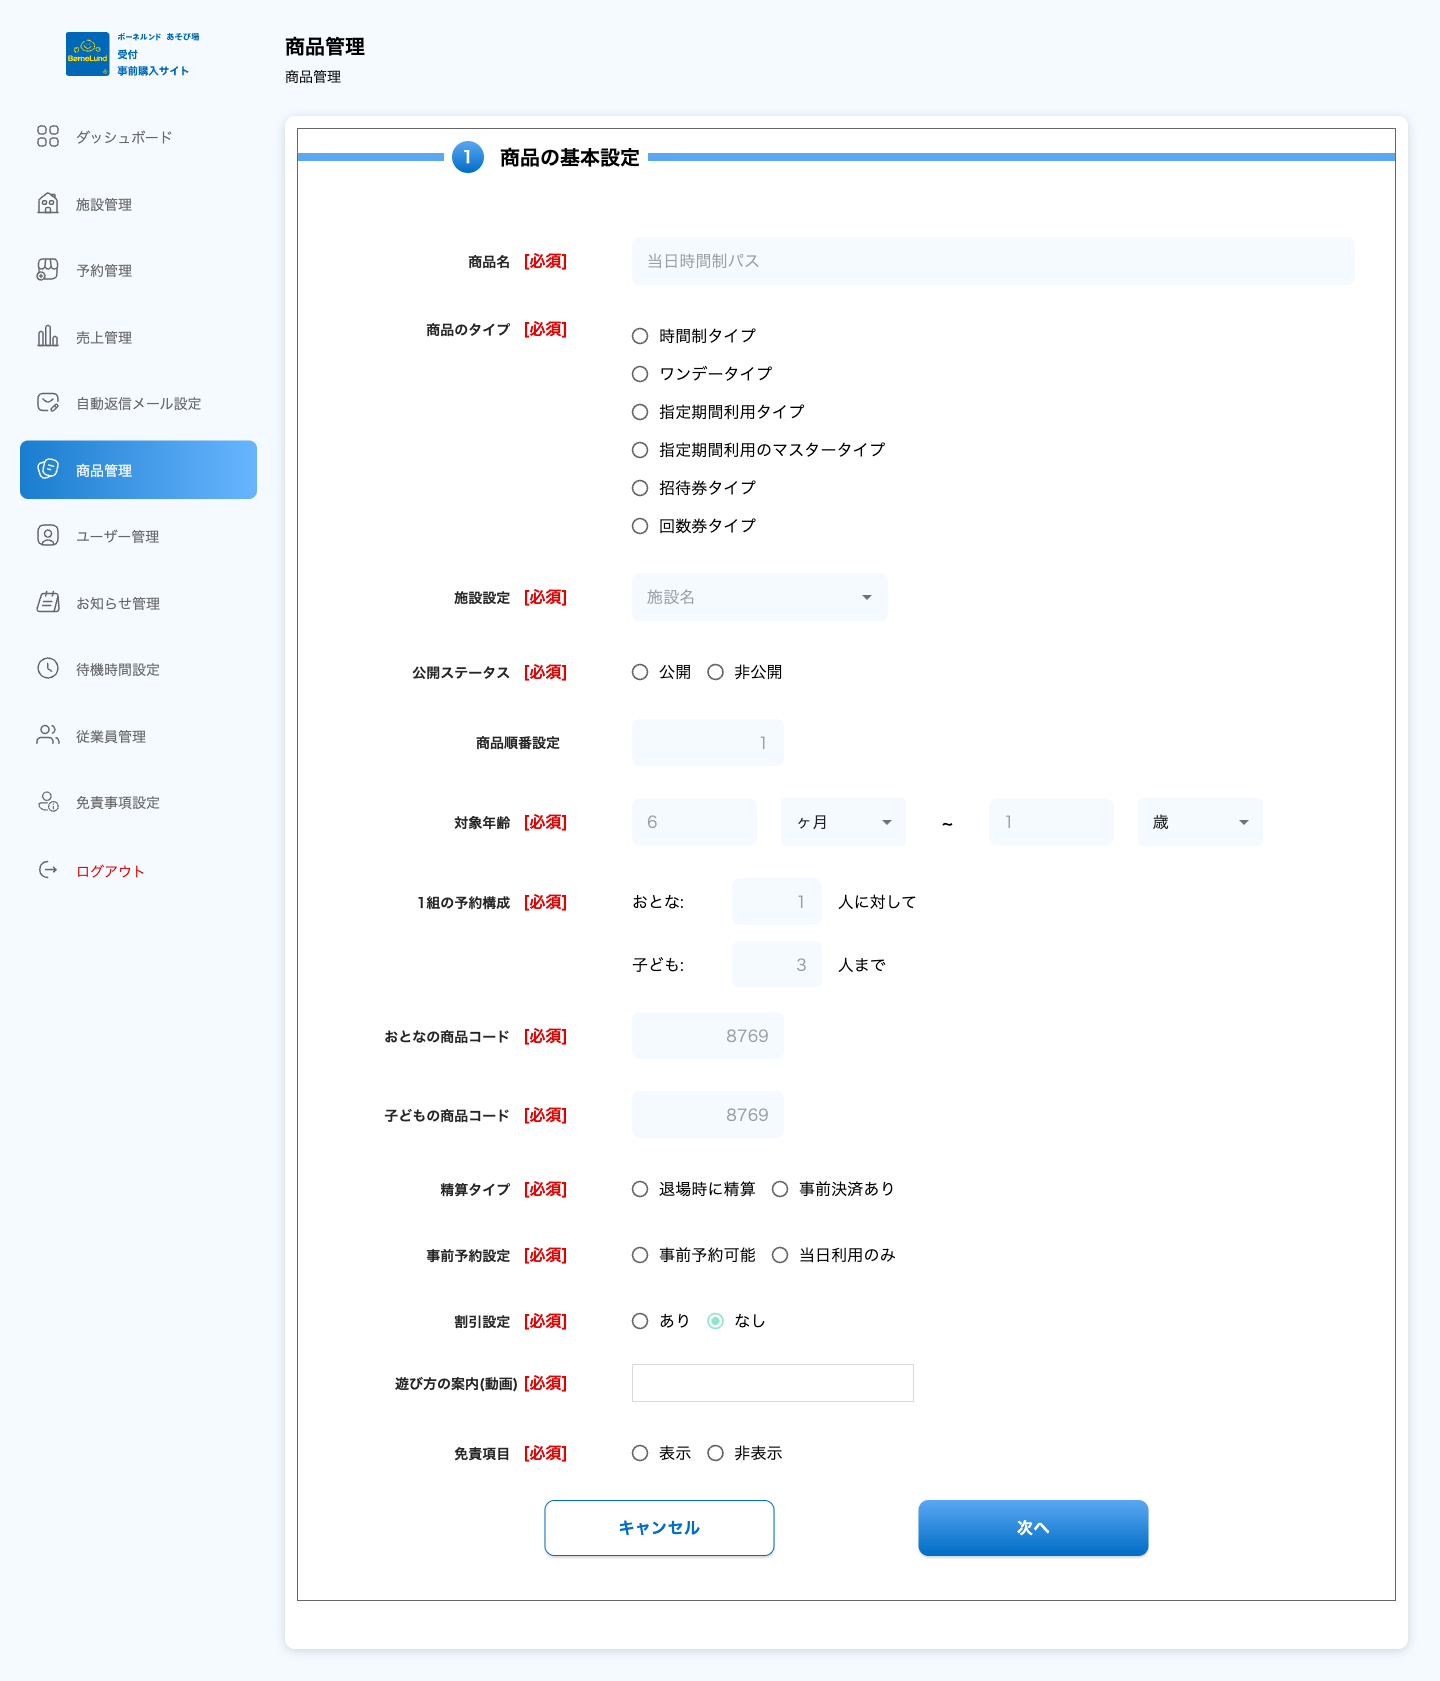 ボーネルンド あそび場
受付
事前購入サイト
BørneLund
商品管理
商品管理
ダッシュボード
施設管理
予約管理
売上管理
自動返信メール設定
商品管理
ユーザー管理
お知らせ管理
待機時間設定
従業員管理
免責事項設定
ログアウト
1 商品の基本設定
商品名 [必須] 当日時間制パス
商品のタイプ [必須] 時間制タイプ
ワンデータイプ
指定期間利用タイプ
指定期間利用のマスタータイプ
招待券タイプ
回数券タイプ
施設設定 [必須] 施設名
公開ステータス [必須] 公開 非公開
商品順番設定 1
対象年齢 [必須] 6 ヶ月 ~ 1 歳
1組の予約構成 [必須] おとな: 1 人に対して
子ども: 3 人まで
おとなの商品コード [必須] 8769
子どもの商品コード [必須] 8769
精算タイプ [必須] 退場時に精算 事前決済あり
事前予約設定 [必須] 事前予約可能 当日利用のみ
割引設定 [必須] あり なし
遊び方の案内(動画) [必須]
免責項目 [必須] 表示 非表示
キャンセル 次へ